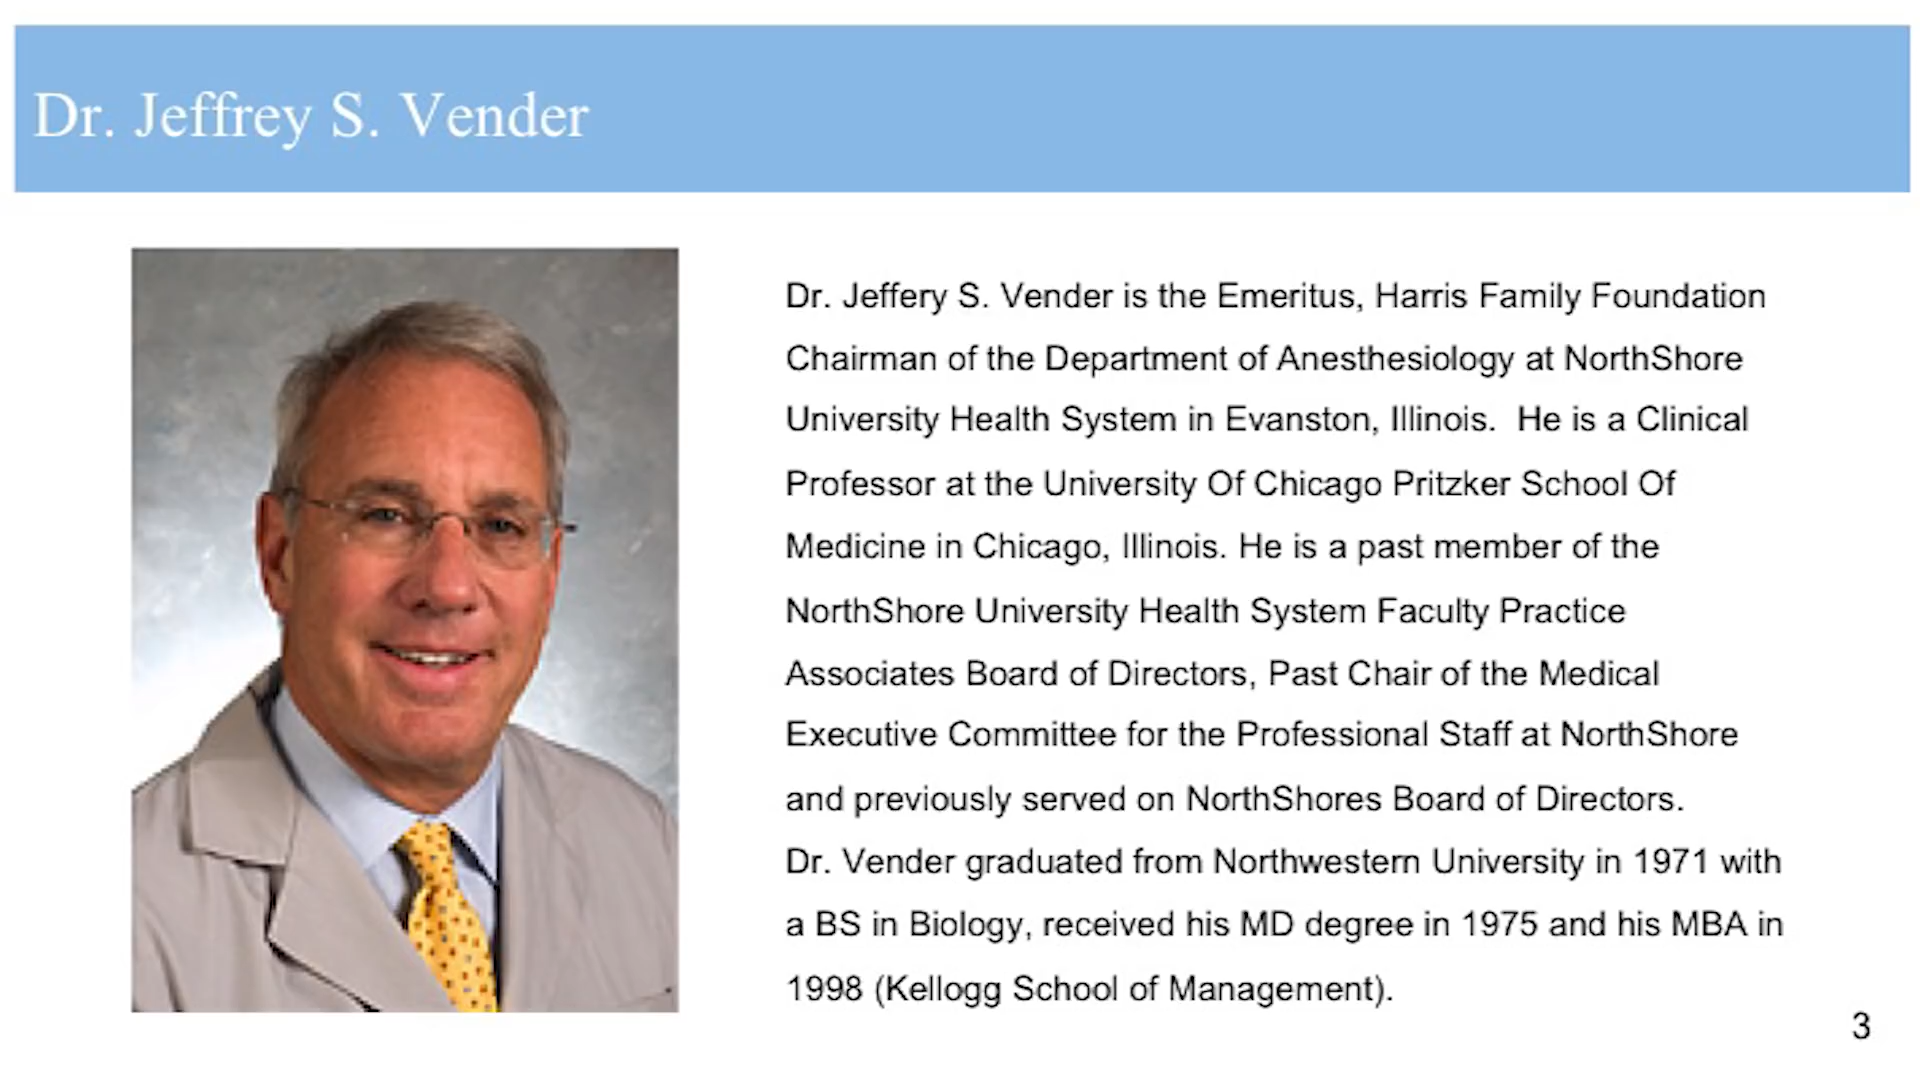 Dr. Jeffrey S. Vender
Dr. Jeffery S. Vender is the Emeritus, Harris Family Foundation
Chairman of the Department of Anesthesiology at NorthShore
University Health System in Evanston, Illinois.  He is a Clinical
Professor at the University Of Chicago Pritzker School Of
Medicine in Chicago, Illinois. He is a past member of the
NorthShore University Health System Faculty Practice
Associates Board of Directors, Past Chair of the Medical
Executive Committee for the Professional Staff at NorthShore
and previously served on NorthShores Board of Directors.
Dr. Vender graduated from Northwestern University in 1971 with
a BS in Biology, received his MD degree in 1975 and his MBA in
1998 (Kellogg School of Management).
3